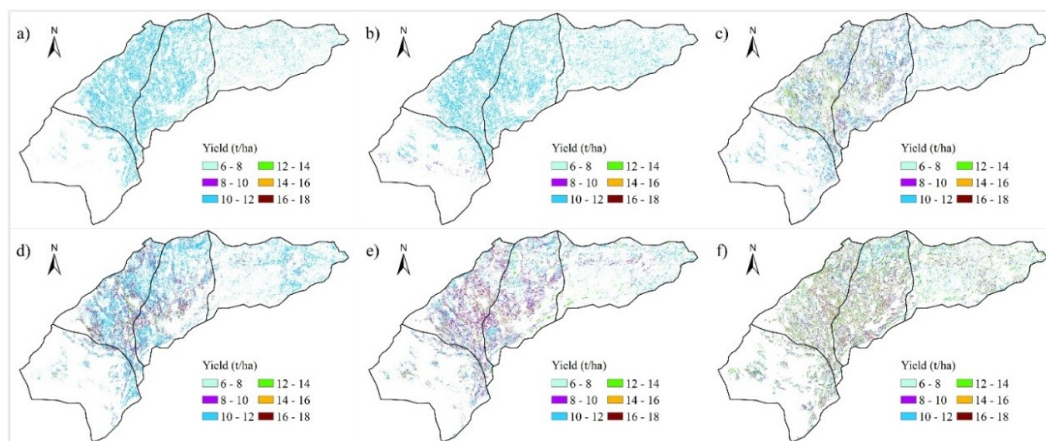 a)
N
Yield (t/ha)
6 - 8 12 - 14
8 - 10 14 - 16
10 - 12 16 - 18
b)
N
Yield (t/ha)
6 - 8 12 - 14
8 - 10 14 - 16
10 - 12 16 - 18
c)
N
Yield (t/ha)
6 - 8 12 - 14
8 - 10 14 - 16
10 - 12 16 - 18
d)
N
Yield (t/ha)
6 - 8 12 - 14
8 - 10 14 - 16
10 - 12 16 - 18
e)
N
Yield (t/ha)
6 - 8 12 - 14
8 - 10 14 - 16
10 - 12 16 - 18
f)
N
Yield (t/ha)
6 - 8 12 - 14
8 - 10 14 - 16
10 - 12 16 - 18